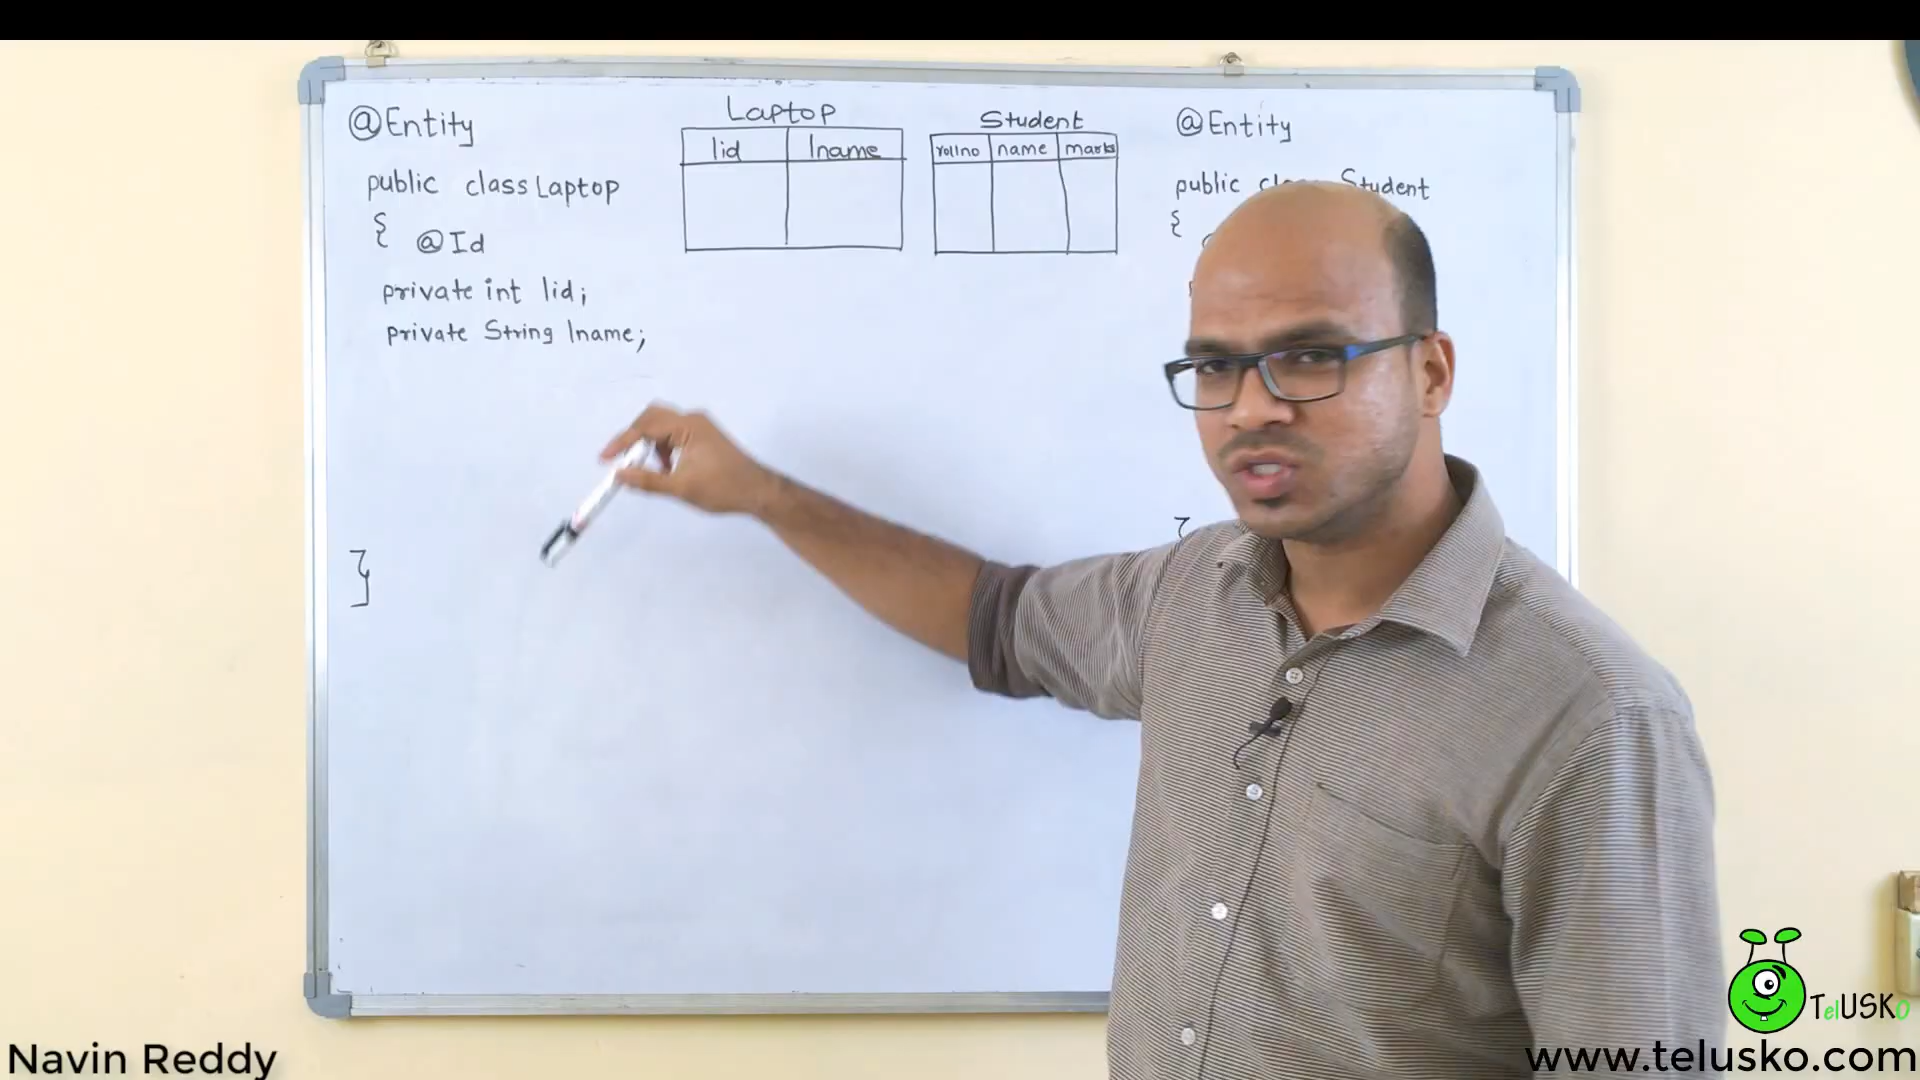 @Entity
public class Laptop
{ @Id
private int lid;
private String lname;
}
Laptop
lid lname
Student
rollno name marks
@Entity
public Student
{
}
Navin Reddy
TelUSKO
www.telusko.com